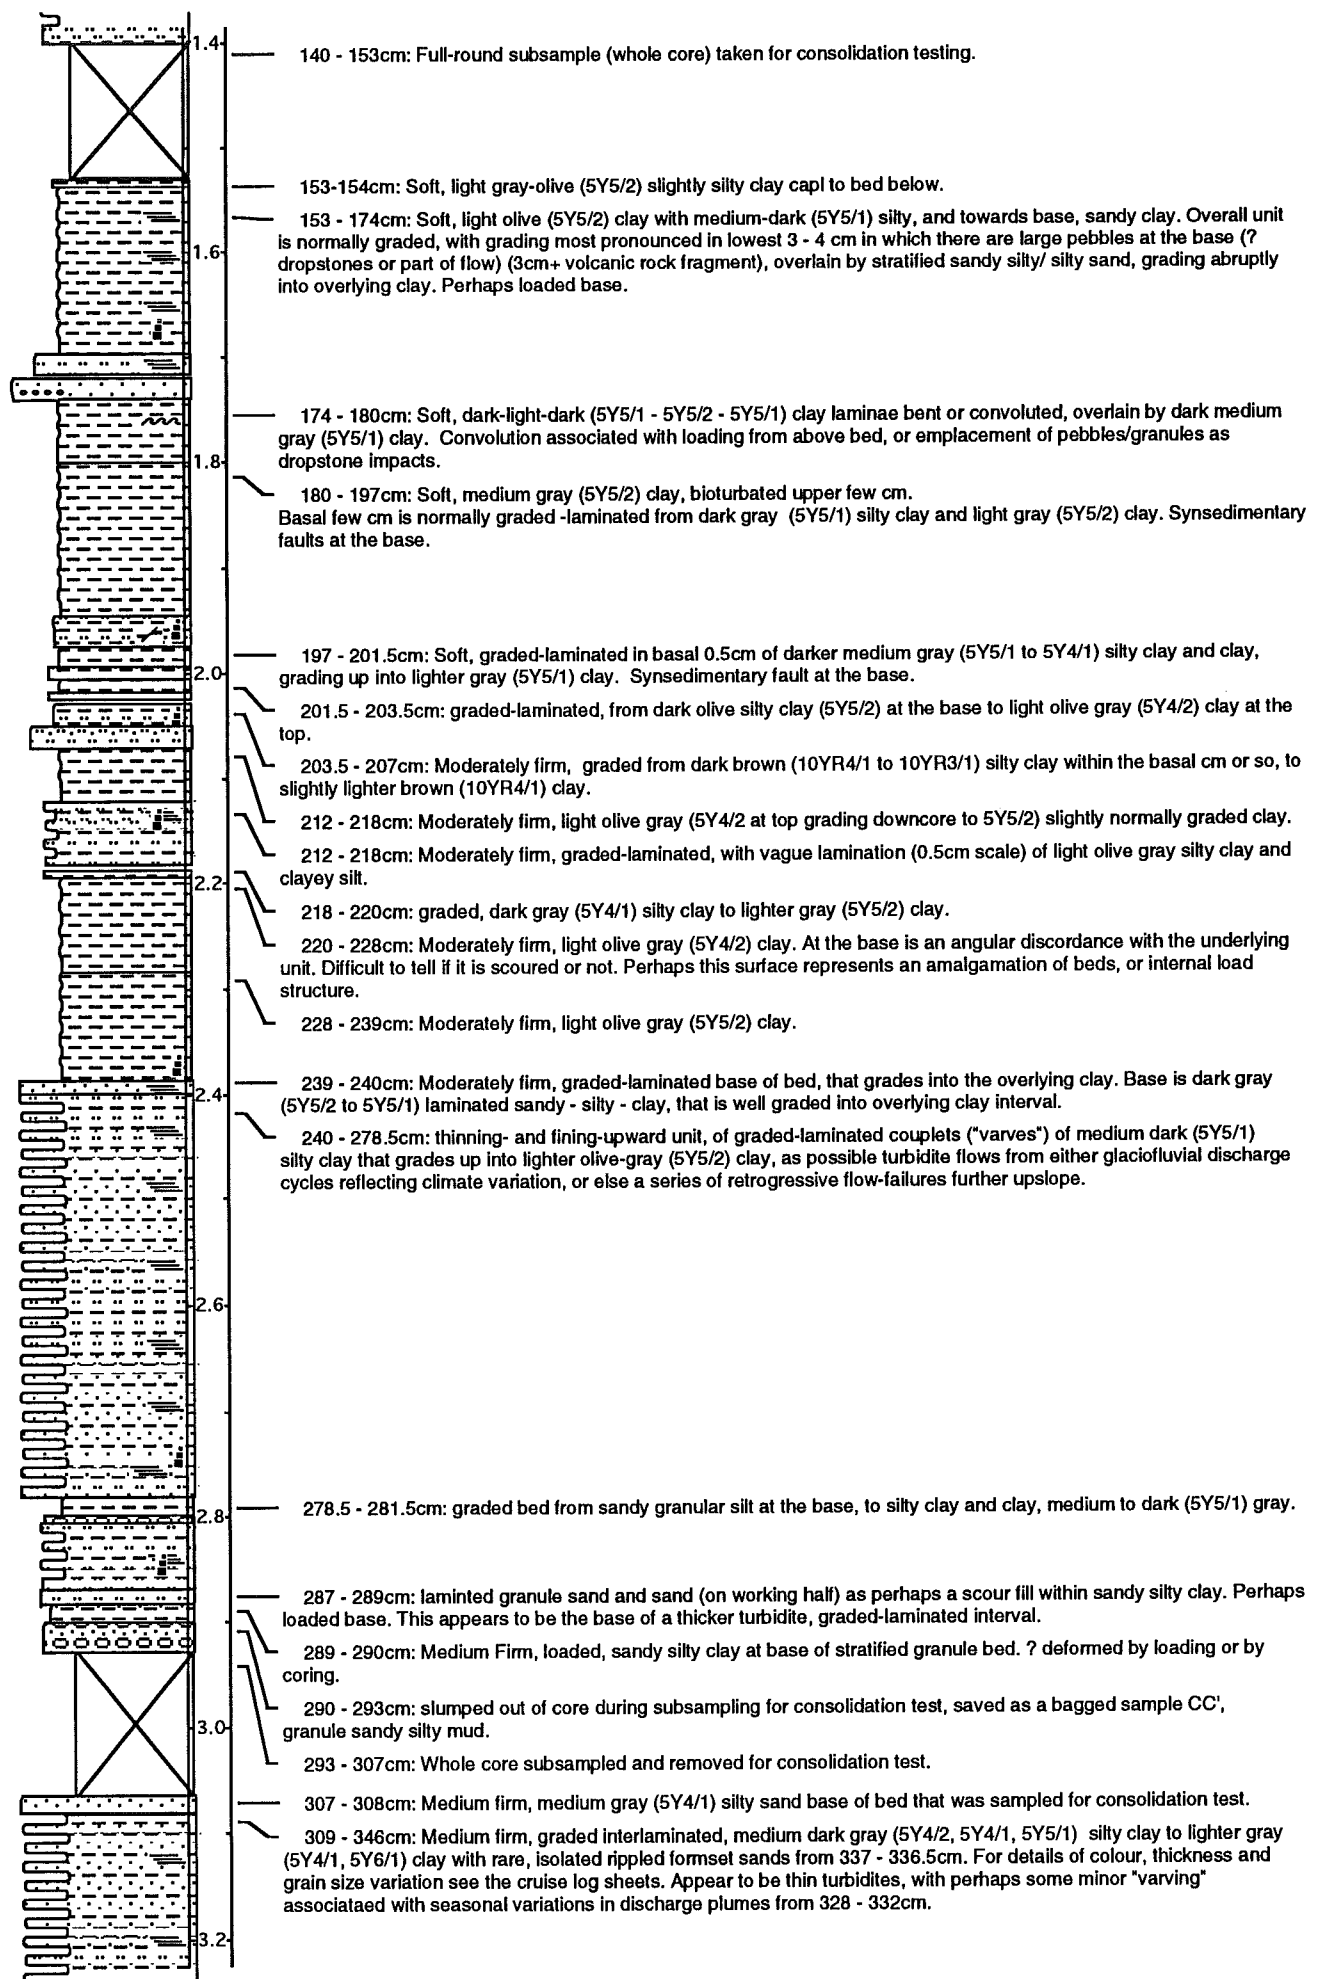 1.4
140 - 153cm: Full-round subsample (whole core) taken for consolidation testing.
153-154cm: Soft, light gray-olive (5Y5/2) slightly silty clay capl to bed below.
153 - 174cm: Soft, light olive (5Y5/2) clay with medium-dark (5Y5/1) silty, and towards base, sandy clay. Overall unit
is normally graded, with grading most pronounced in lowest 3 - 4 cm in which there are large pebbles at the base (?
dropstones or part of flow) (3cm+ volcanic rock fragment), overlain by stratified sandy silty/ silty sand, grading abruptly
into overlying clay. Perhaps loaded base.
1.6
174 - 180cm: Soft, dark-light-dark (5Y5/1 - 5Y5/2 - 5Y5/1) clay laminae bent or convoluted, overlain by dark medium
gray (5Y5/1) clay. Convolution associated with loading from above bed, or emplacement of pebbles/granules as
dropstone impacts.
1.8
180 - 197cm: Soft, medium gray (5Y5/2) clay, bioturbated upper few cm.
Basal few cm is normally graded -laminated from dark gray (5Y5/1) silty clay and light gray (5Y5/2) clay. Synsedimentary
faults at the base.
197 - 201.5cm: Soft, graded-laminated in basal 0.5cm of darker medium gray (5Y5/1 to 5Y4/1) silty clay and clay,
grading up into lighter gray (5Y5/1) clay. Synsedimentary fault at the base.
2.0
201.5 - 203.5cm: graded-laminated, from dark olive silty clay (5Y5/2) at the base to light olive gray (5Y4/2) clay at the
top.
203.5 - 207cm: Moderately firm, graded from dark brown (10YR4/1 to 10YR3/1) silty clay within the basal cm or so, to
slightly lighter brown (10YR4/1) clay.
212 - 218cm: Moderately firm, light olive gray (5Y4/2 at top grading downcore to 5Y5/2) slightly normally graded clay.
212 - 218cm: Moderately firm, graded-laminated, with vague lamination (0.5cm scale) of light olive gray silty clay and
clayey silt.
2.2
218 - 220cm: graded, dark gray (5Y4/1) silty clay to lighter gray (5Y5/2) clay.
220 - 228cm: Moderately firm, light olive gray (5Y4/2) clay. At the base is an angular discordance with the underlying
unit. Difficult to tell if it is scoured or not. Perhaps this surface represents an amalgamation of beds, or internal load
structure.
228 - 239cm: Moderately firm, light olive gray (5Y5/2) clay.
239 - 240cm: Moderately firm, graded-laminated base of bed, that grades into the overlying clay. Base is dark gray
(5Y5/2 to 5Y5/1) laminated sandy - silty - clay, that is well graded into overlying clay interval.
2.4
240 - 278.5cm: thinning- and fining-upward unit, of graded-laminated couplets ("varves") of medium dark (5Y5/1)
silty clay that grades up into lighter olive-gray (5Y5/2) clay, as possible turbidite flows from either glaciofluvial discharge
cycles reflecting climate variation, or else a series of retrogressive flow-failures further upslope.
2.6
278.5 - 281.5cm: graded bed from sandy granular silt at the base, to silty clay and clay, medium to dark (5Y5/1) gray.
2.8
287 - 289cm: laminted granule sand and sand (on working half) as perhaps a scour fill within sandy silty clay. Perhaps
loaded base. This appears to be the base of a thicker turbidite, graded-laminated interval.
289 - 290cm: Medium Firm, loaded, sandy silty clay at base of stratified granule bed. ? deformed by loading or by
coring.
290 - 293cm: slumped out of core during subsampling for consolidation test, saved as a bagged sample CC',
granule sandy silty mud.
3.0
293 - 307cm: Whole core subsampled and removed for consolidation test.
307 - 308cm: Medium firm, medium gray (5Y4/1) silty sand base of bed that was sampled for consolidation test.
309 - 346cm: Medium firm, graded interlaminated, medium dark gray (5Y4/2, 5Y4/1, 5Y5/1) silty clay to lighter gray
(5Y4/1, 5Y6/1) clay with rare, isolated rippled formset sands from 337 - 336.5cm. For details of colour, thickness and
grain size variation see the cruise log sheets. Appear to be thin turbidites, with perhaps some minor "varving"
associataed with seasonal variations in discharge plumes from 328 - 332cm.
3.2